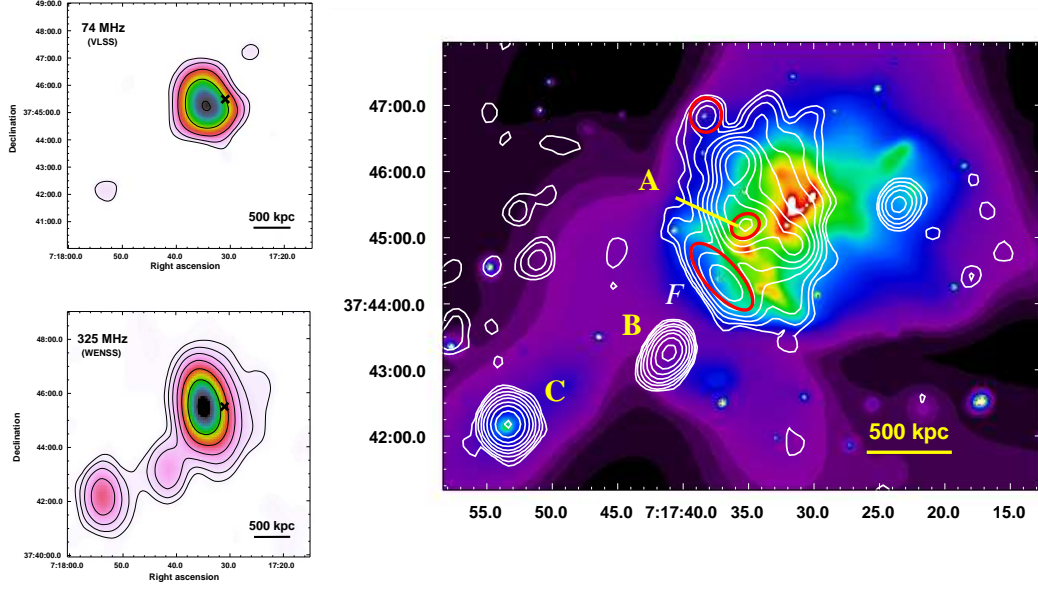 49:00.0
74 MHz
(VLSS)
48:00.0
47:00.0
46:00.0
37:45:00.0
44:00.0
43:00.0
42:00.0
41:00.0
Declination
500 kpc
7:18:00.0 50.0 40.0 30.0 17:20.0
Right ascension
325 MHz
(WENSS)
48:00.0
46:00.0
44:00.0
42:00.0
37:40:00.0
Declination
500 kpc
7:18:00.0 50.0 40.0 30.0 17:20.0
Right ascension
47:00.0
46:00.0
45:00.0
37:44:00.0
43:00.0
42:00.0
A
F
B
C
500 kpc
55.0 50.0 45.0 7:17:40.0 35.0 30.0 25.0 20.0 15.0